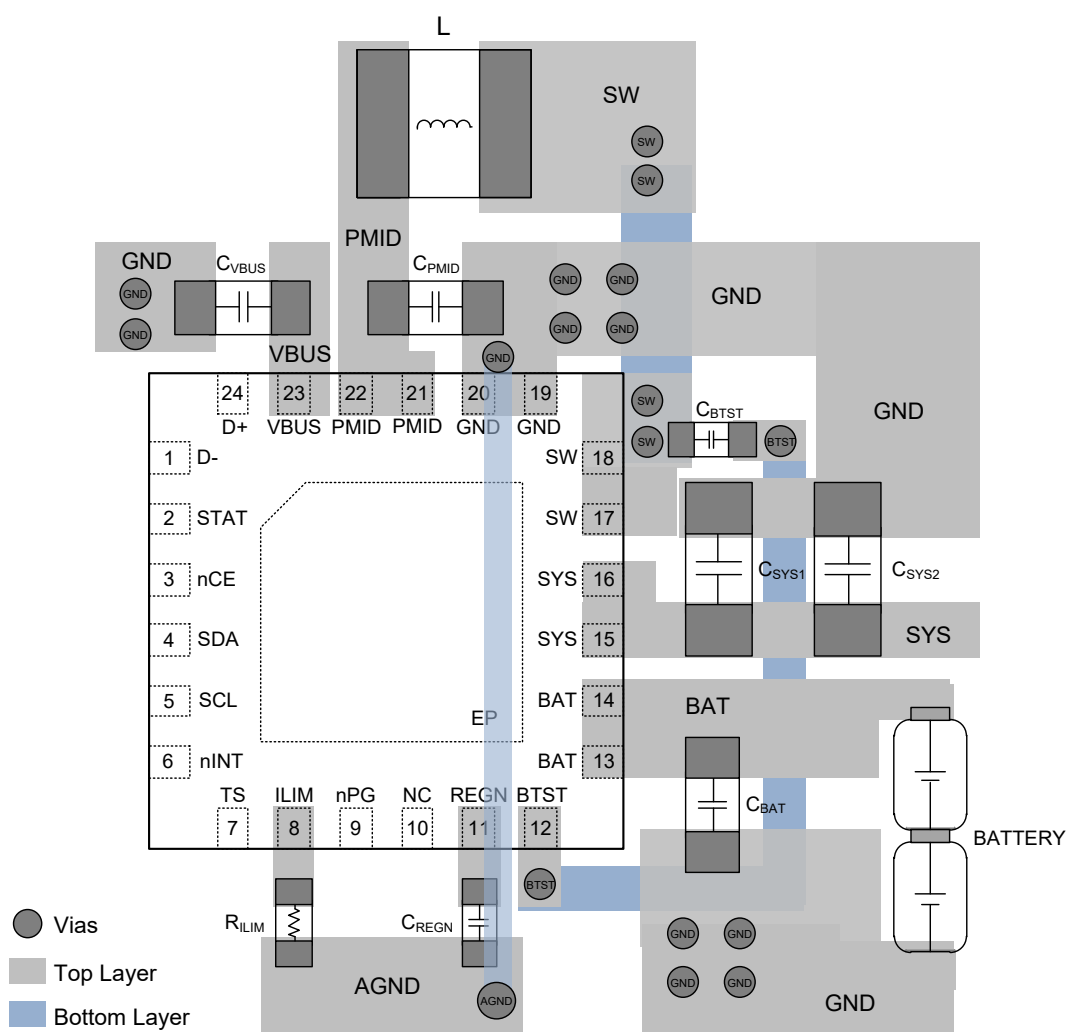 L
SW
SW
SW
PMID
GND
GND
GND
CVBUS
CPMID
GND
GND
GND
GND
GND
VBUS
GND
GND
24
23
22
21
20
19
D+
VBUS
PMID
PMID
GND
GND
SW
SW
CBTST
BTST
1 D-
2 STAT
3 nCE
4 SDA
5 SCL
6 nINT
SW 18
SW 17
SYS 16
SYS 15
BAT 14
BAT 13
CSYS1
CSYS2
SYS
EP
BAT
TS
ILIM
nPG
NC
REGN
BTST
7
8
9
10
11
12
CBAT
BATTERY
BTST
RILIM
CREGN
GND
GND
GND
GND
GND
AGND
AGND
Vias
Top Layer
Bottom Layer